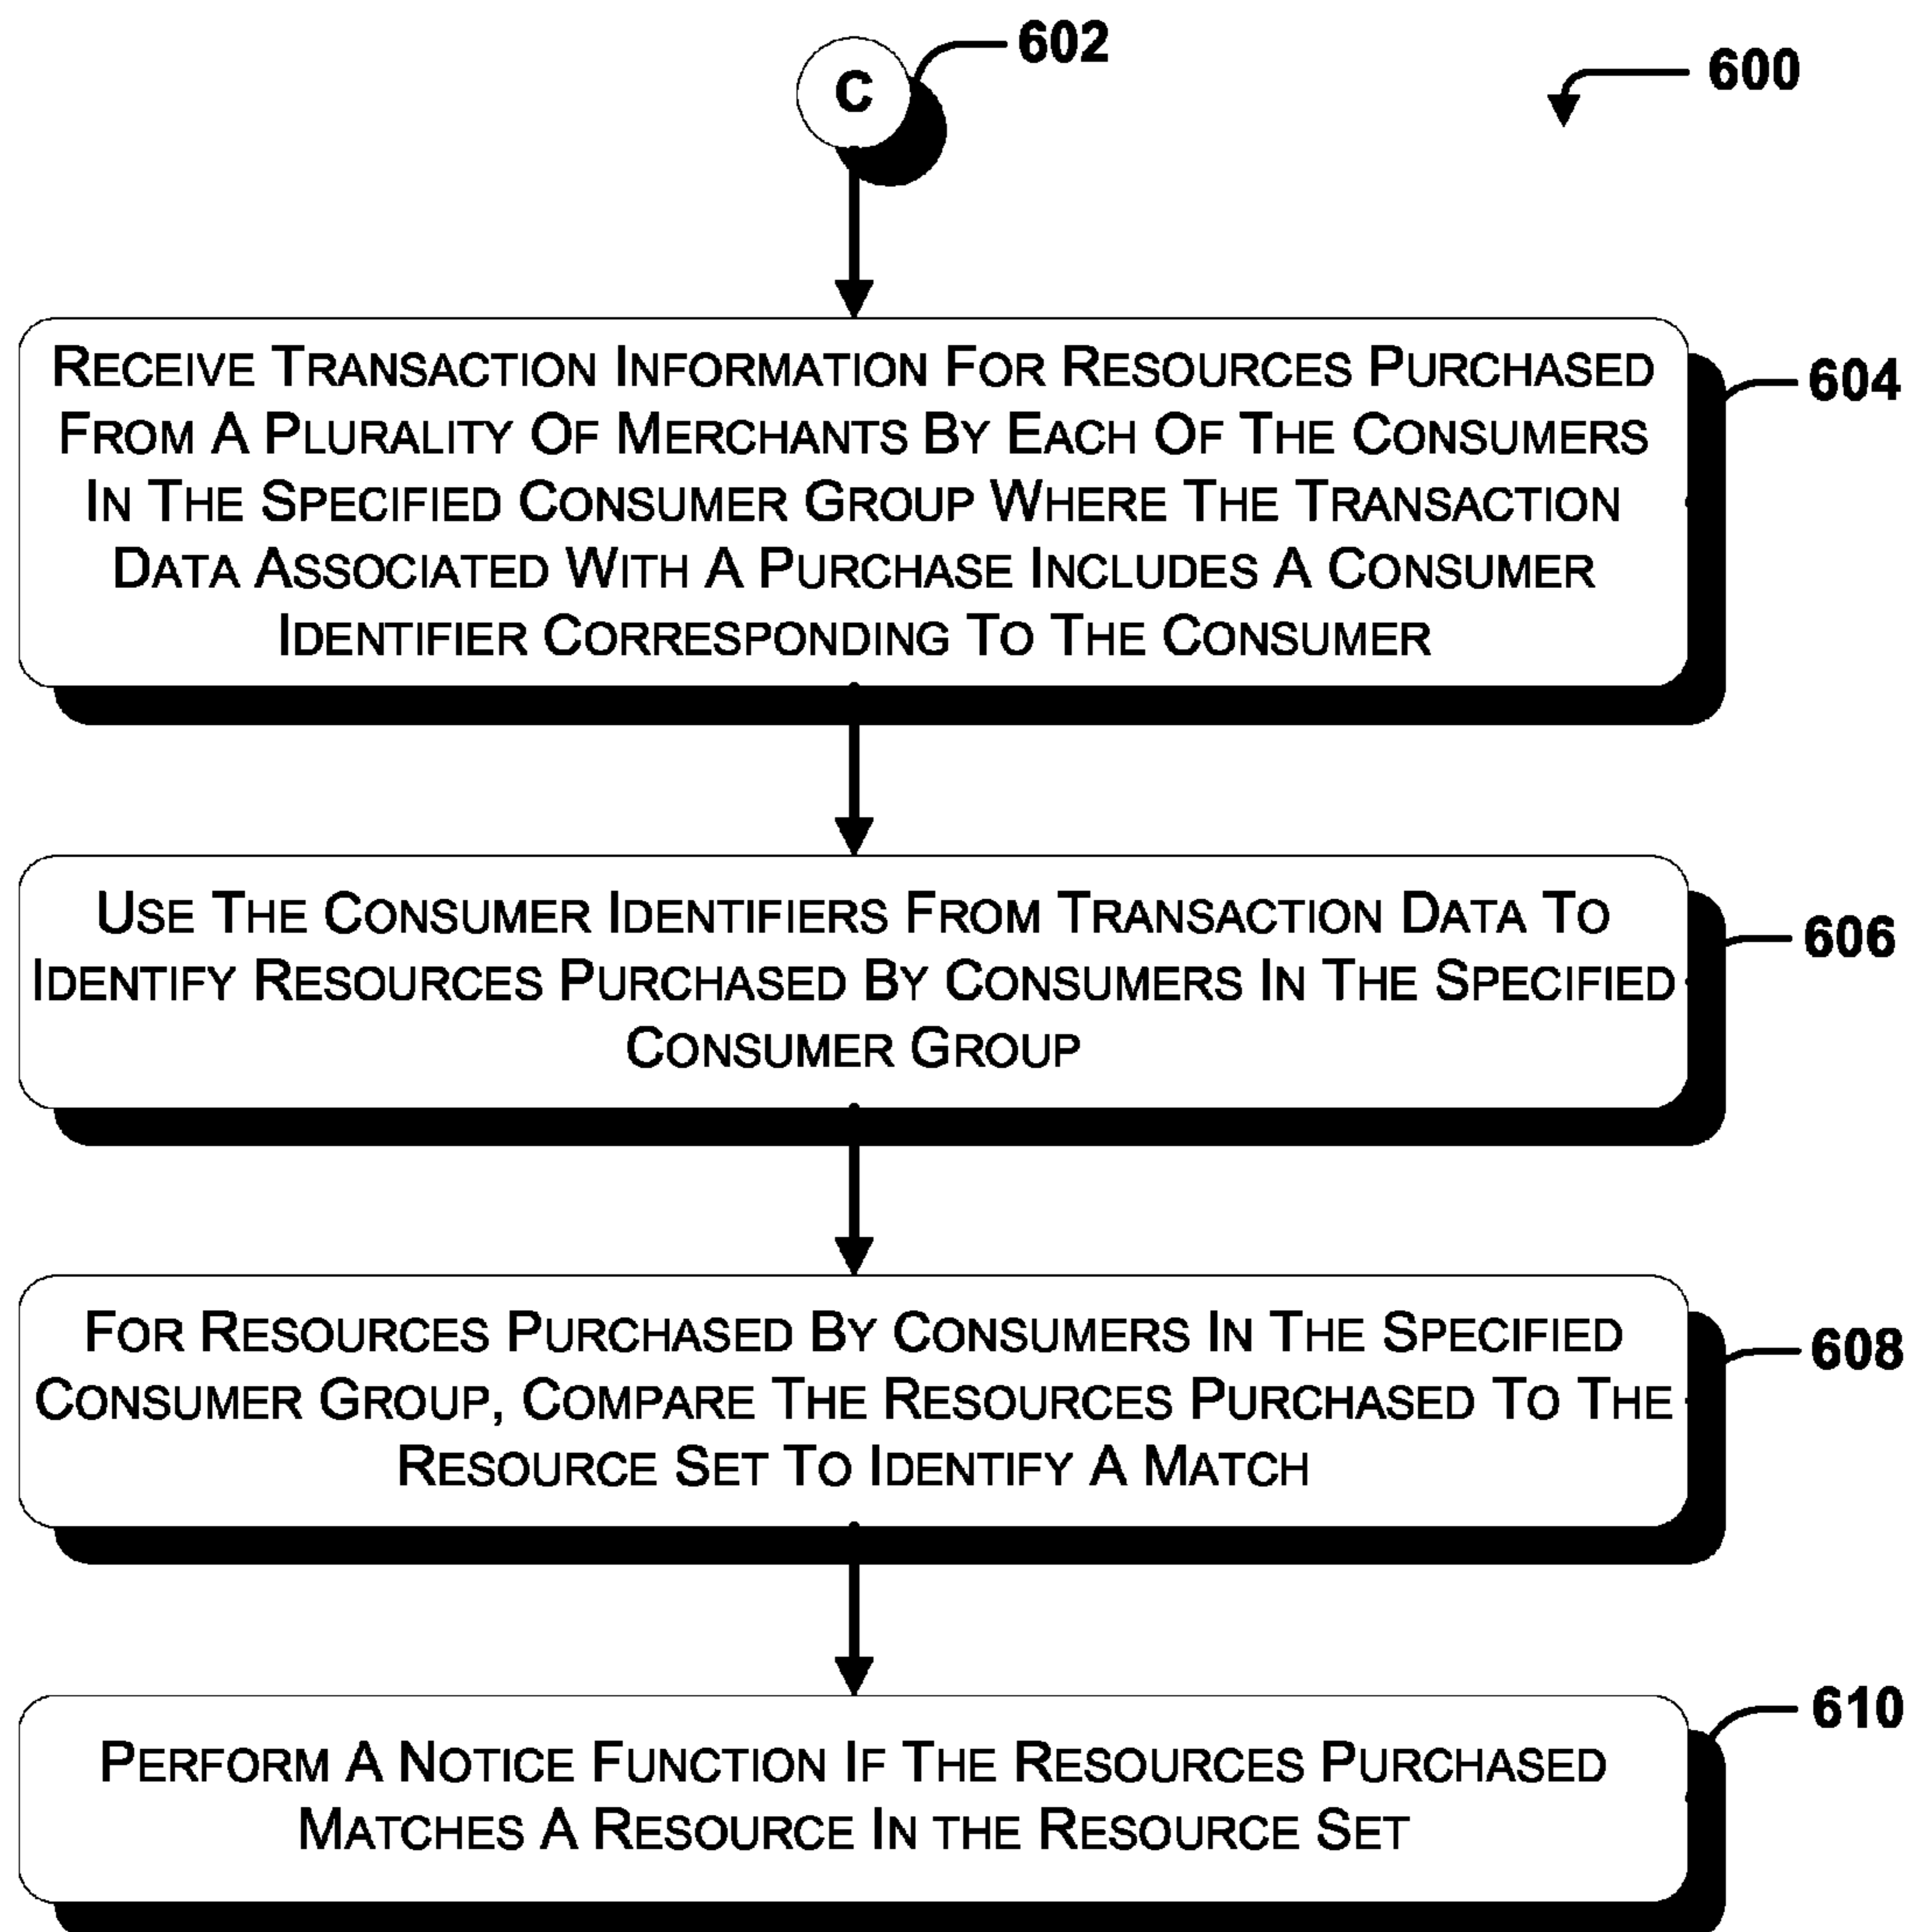 C
602
600
RECEIVE TRANSACTION INFORMATION FOR RESOURCES PURCHASED
FROM A PLURALITY OF MERCHANTS BY EACH OF THE CONSUMERS
IN THE SPECIFIED CONSUMER GROUP WHERE THE TRANSACTION
DATA ASSOCIATED WITH A PURCHASE INCLUDES A CONSUMER
IDENTIFIER CORRESPONDING TO THE CONSUMER
604
USE THE CONSUMER IDENTIFIERS FROM TRANSACTION DATA TO
IDENTIFY RESOURCES PURCHASED BY CONSUMERS IN THE SPECIFIED
CONSUMER GROUP
606
FOR RESOURCES PURCHASED BY CONSUMERS IN THE SPECIFIED
CONSUMER GROUP, COMPARE THE RESOURCES PURCHASED TO THE
RESOURCE SET TO IDENTIFY A MATCH
608
PERFORM A NOTICE FUNCTION IF THE RESOURCES PURCHASED
MATCHES A RESOURCE IN THE RESOURCE SET
610